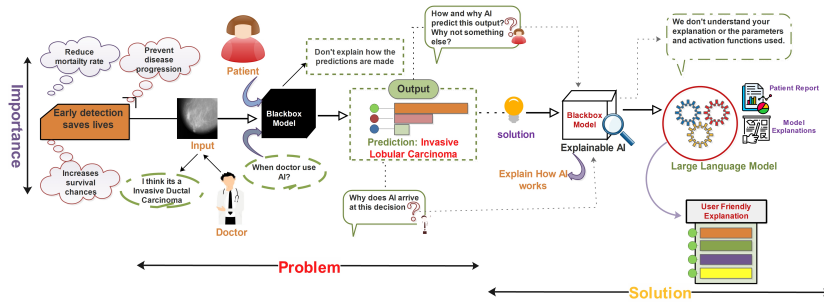 Importance
Reduce
mortality rate
Prevent
disease
progression
Early detection
saves lives
Increases
survival
chances
Input
I think its a
Invasive Ductal
Carcinoma
Doctor
Patient
Blackbox
Model
When doctor use
AI?
Don't explain how the
predictions are made
Output
Prediction: Invasive
Lobular Carcinoma
How and why AI
predict this output?
Why not something
else?
Why does AI arrive
at this decision
solution
Blackbox
Model
Explainable AI
Explain How AI
works
We don't understand your
explanation or the parameters
and activation functions used.
Patient Report
Model
Explanations
Large Language Model
User Friendly
Explanation
Problem
Solution